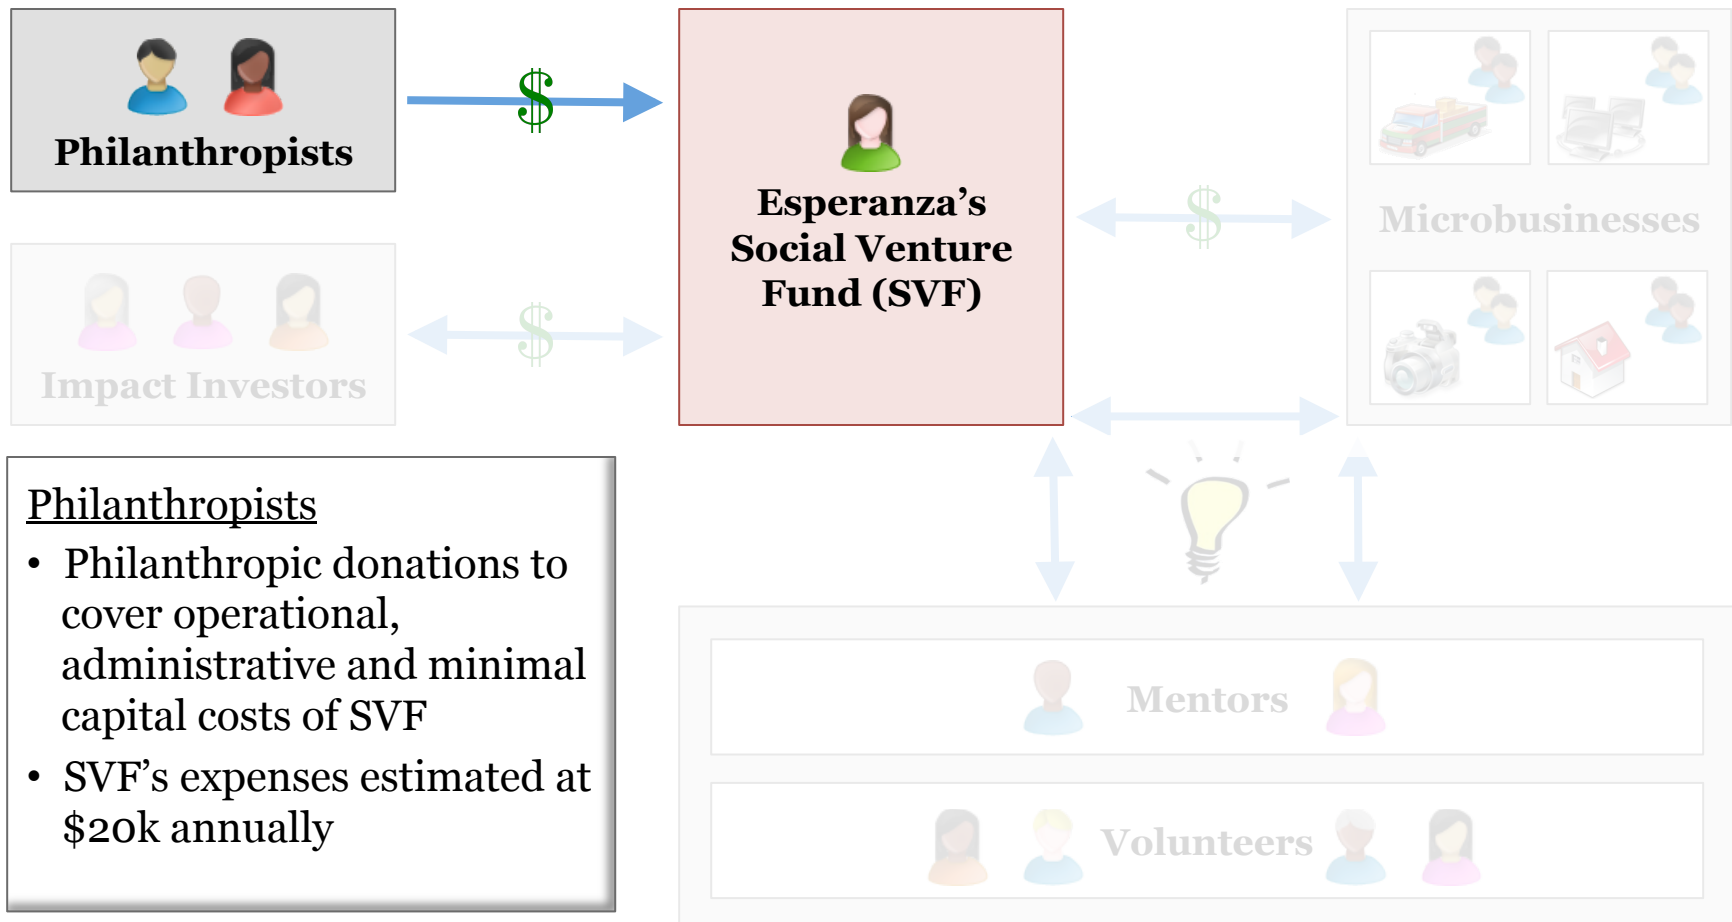 Philanthropists
$
Esperanza’s
Social Venture
Fund (SVF)
$
Microbusinesses
$
Impact Investors
Philanthropists
• Philanthropic donations to
cover operational,
administrative and minimal
capital costs of SVF
• SVF’s expenses estimated at
$20k annually
Mentors
Volunteers